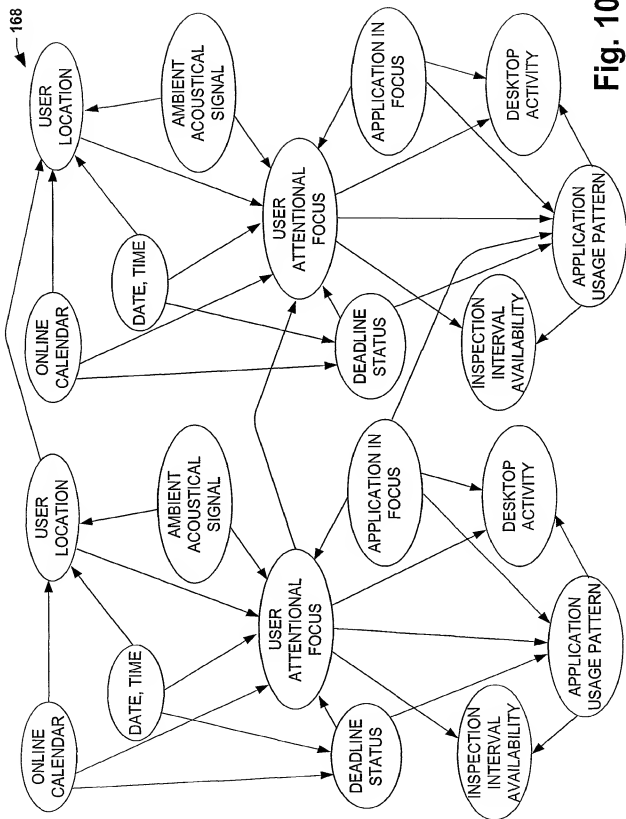 168
ONLINE
CALENDAR
USER
LOCATION
DATE, TIME
AMBIENT
ACOUSTICAL
SIGNAL
DEADLINE
STATUS
USER
ATTENTIONAL
FOCUS
APPLICATION IN
FOCUS
INSPECTION
INTERVAL
AVAILABILITY
DESKTOP
ACTIVITY
APPLICATION
USAGE PATTERN
ONLINE
CALENDAR
USER
LOCATION
DATE, TIME
AMBIENT
ACOUSTICAL
SIGNAL
DEADLINE
STATUS
USER
ATTENTIONAL
FOCUS
APPLICATION IN
FOCUS
INSPECTION
INTERVAL
AVAILABILITY
DESKTOP
ACTIVITY
APPLICATION
USAGE PATTERN
Fig. 10